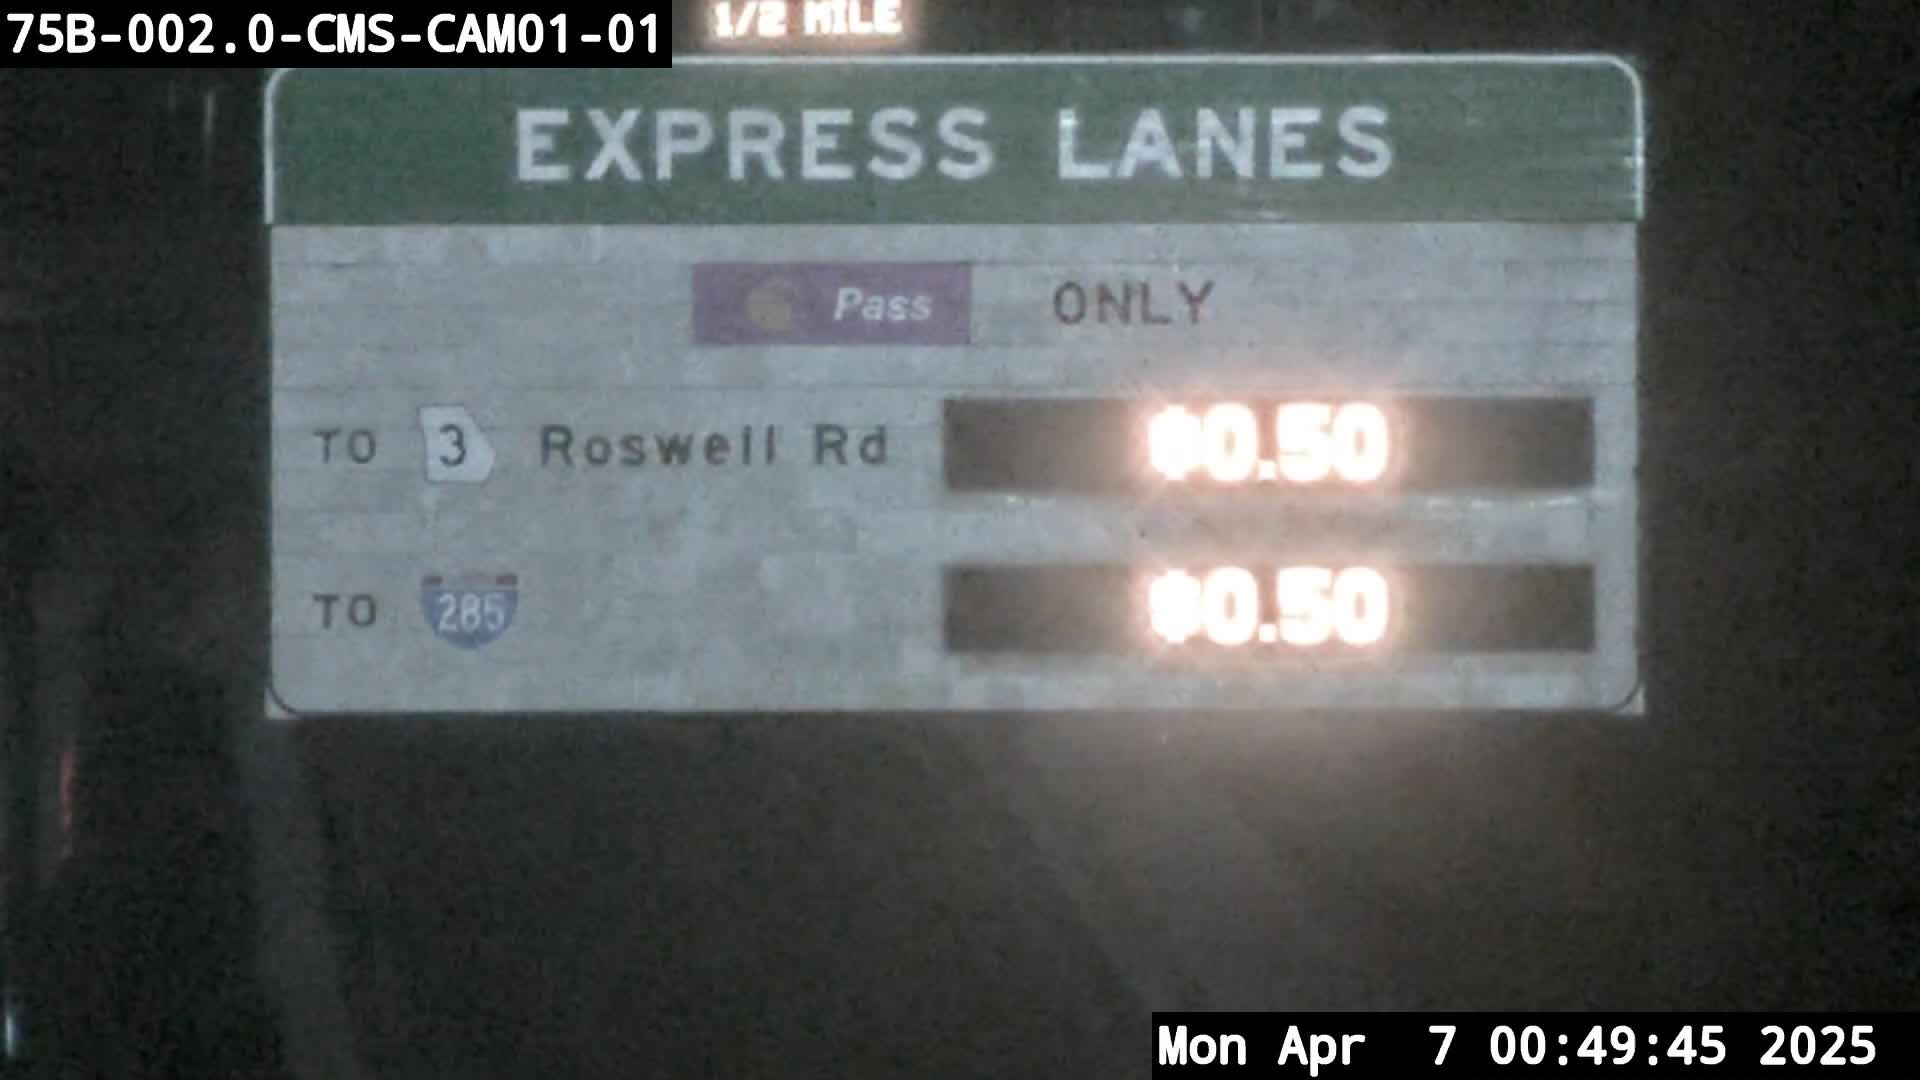 75B-002.0-CMS-CAM01-01
1/2 MILE
EXPRESS LANES
Pass ONLY
TO 3 Roswell Rd $0.50
TO 285 $0.50
Mon Apr 7 00:49:45 2025